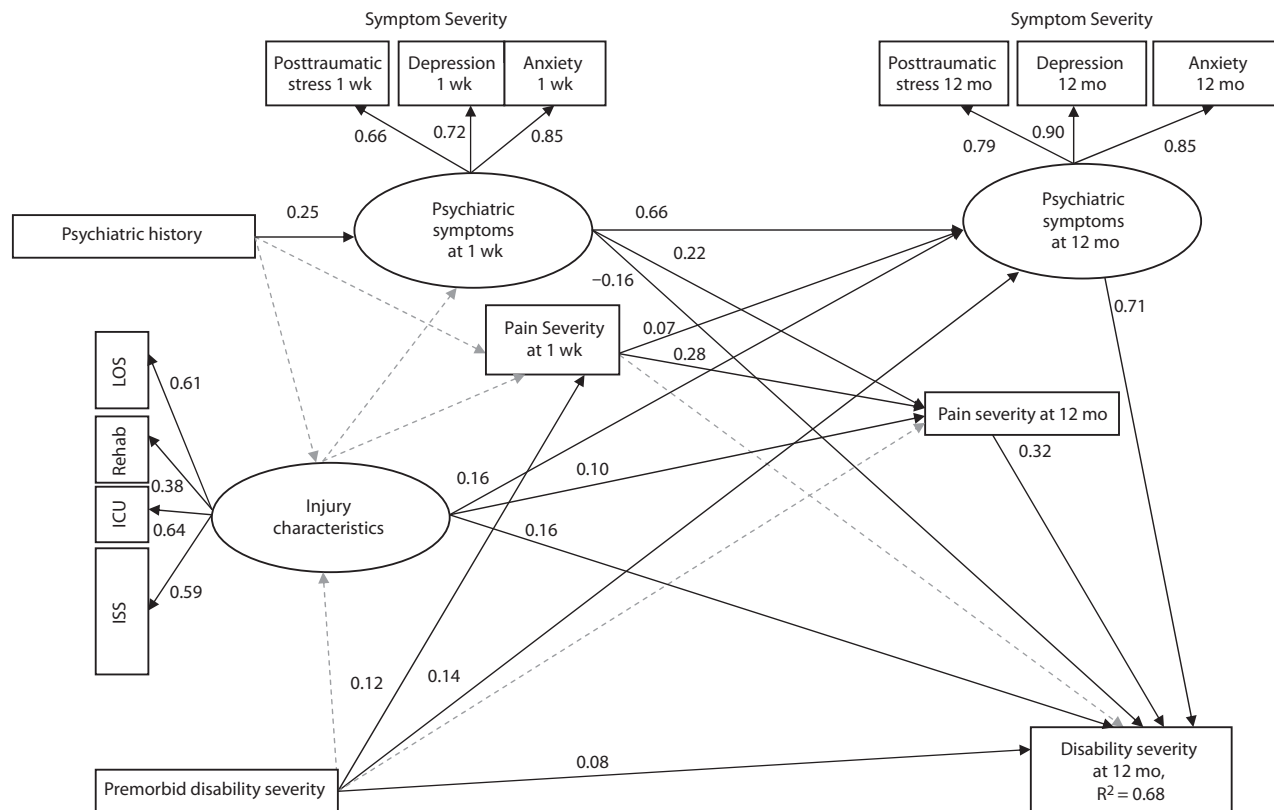 Symptom Severity
Symptom Severity
Posttraumatic
stress 1 wk
Depression
1 wk
Anxiety
1 wk
Posttraumatic
stress 12 mo
Depression
12 mo
Anxiety
12 mo
0.66
0.72
0.85
0.79
0.90
0.85
Psychiatric history
0.25
Psychiatric
symptoms
at 1 wk
0.66
0.22
−0.16
Psychiatric
symptoms
at 12 mo
0.71
Pain Severity
at 1 wk
0.07
0.28
Pain severity at 12 mo
0.32
LOS
0.61
Rehab
0.38
ICU
0.64
ISS
0.59
Injury
characteristics
0.16
0.10
0.16
0.12
0.14
Premorbid disability severity
0.08
Disability severity
at 12 mo,
R² = 0.68